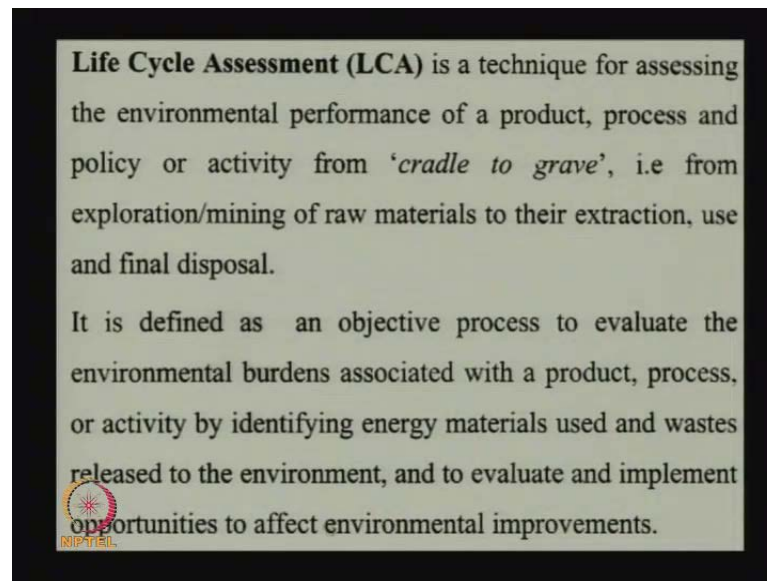 Life Cycle Assessment (LCA) is a technique for assessing
the environmental performance of a product, process and
policy or activity from ‘cradle to grave’, i.e from
exploration/mining of raw materials to their extraction, use
and final disposal.
It is defined as an objective process to evaluate the
environmental burdens associated with a product, process,
or activity by identifying energy materials used and wastes
released to the environment, and to evaluate and implement
opportunities to affect environmental improvements.
NPTEL